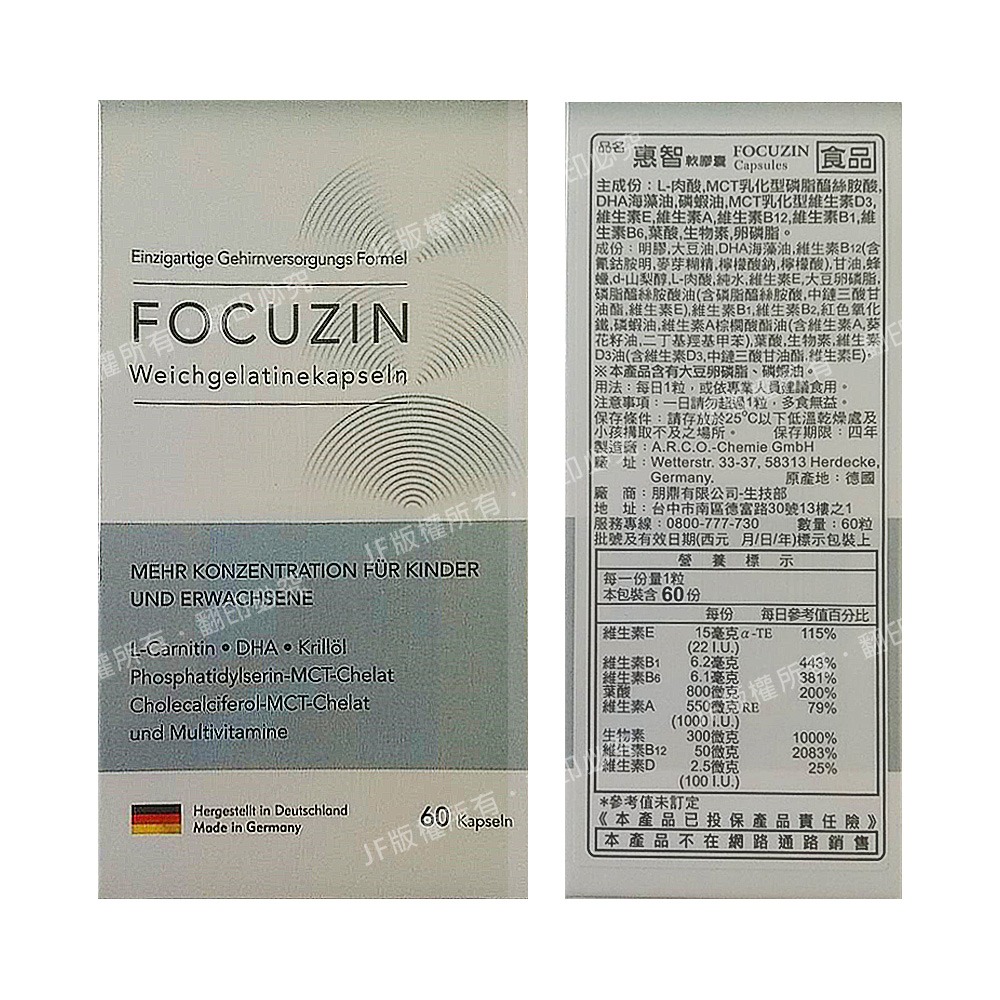 Einzigartige Gehirnversorgungs Formel
FOCUZIN
Weichgelatinekapseln
MEHR KONZENTRATION FÜR KINDER
UND ERWACHSENE
L-Carnitin • DHA • Krillöl
Phosphatidylserin-MCT-Chelat
Cholecalciferol-MCT-Chelat
und Multivitamine
Hergestellt in Deutschland
Made in Germany
60 Kapseln
品名 惠智 軟膠囊 FOCUZIN Capsules 食品
主成份：L-肉酸,MCT乳化型磷脂醯絲胺酸,
DHA海藻油,磷蝦油,MCT乳化型維生素D3,
維生素E,維生素A,維生素B12,維生素B1,維
生素B6,葉酸,生物素,卵磷脂。
成份：明膠,大豆油,DHA海藻油,維生素B12(含
氰鈷胺明,麥芽糊精,檸檬酸鈉,檸檬酸),甘油,蜂
蠟,d-山梨醇,L-肉酸,純水,維生素E,大豆卵磷脂,
磷脂醯絲胺酸油(含磷脂醯絲胺酸,中鏈三酸甘
油酯,維生素E),維生素B1,維生素B2,紅色氧化
鐵,磷蝦油,維生素A棕櫚酸酯油(含維生素A,葵
花籽油,二丁基羥基甲苯),葉酸,生物素,維生素
D3油(含維生素D3,中鏈三酸甘油酯,維生素E)。
※本產品含有大豆卵磷脂、磷蝦油。
用法：每日1粒，或依專業人員建議食用。
注意事項：一日請勿超過1粒，多食無益。
保存條件：請存放於25°C以下低溫乾燥處及
小孩構取不及之場所。 保存期限：四年
製造廠：A.R.C.O.-Chemie GmbH
廠 址：Wetterstr. 33-37, 58313 Herdecke,
Germany. 原產地：德國
廠 商：朋鼎有限公司-生技部
地 址：台中市南區德富路30號13樓之1
服務專線：0800-777-730 數量：60粒
批號及有效日期(西元 月/日/年)標示包裝上
營養標示
每一份量1粒
本包裝含 60份
每份 每日參考值百分比
維生素E 15毫克α-TE 115%
(22 I.U.)
維生素B1 6.2毫克 443%
維生素B6 6.1毫克 381%
葉酸 800微克 200%
維生素A 550微克RE 79%
(1000 I.U.)
生物素 300微克 1000%
維生素B12 50微克 2083%
維生素D 2.5微克 25%
(100 I.U.)
*參考值未訂定
《本產品已投保產品責任險》
本產品不在網路通路銷售
JF版權所有・翻印必究